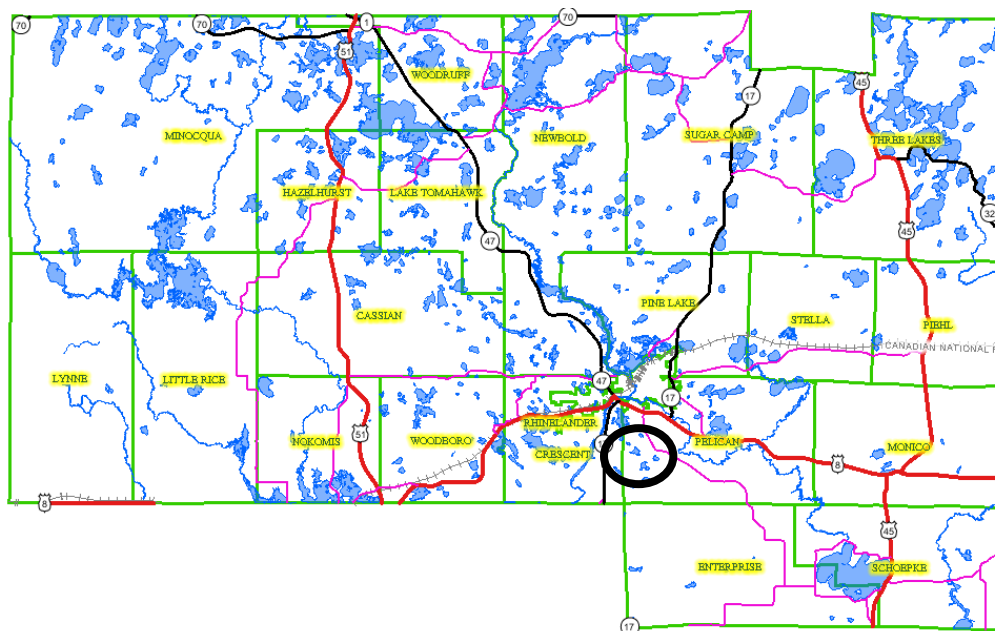 70
70
1
70
51
WOODRUFF
45
17
MINOCQUA
NEWBOLD
SUGAR CAMP
THREE LAKES
HAZELHURST
LAKE TOMAHAWK
32
45
47
PINE LAKE
CASSIAN
STELLA
PIEHL
CANADIAN NATIONAL
LYNNE
LITTLE RICE
47
17
RHINELANDER
51
NOKOMIS
WOODBORO
PELICAN
MONICO
CRESCENT
8
8
45
ENTERPRISE
SCHOEPKE
17